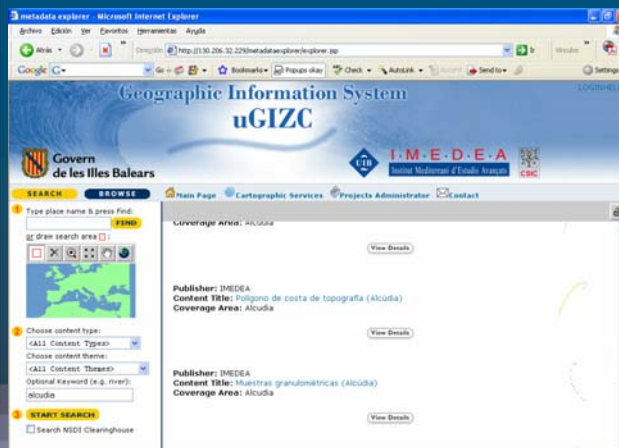 metadata explorer - Microsoft Internet Explorer
Archivo Edición Ver Favoritos Herramientas Ayuda
Atrás
Dirección http://130.206.32.229/metadataexplorer/explorer.jsp Ir Vínculos
Google G Go Bookmarks Popups okay Check AutoLink Send to Settings
Geographic Information System
uGIZC
LOGIN HELP
Govern
de les Illes Balears
UIB
I·M·E·D·E·A
Institut Mediterrani d'Estudis Avançats
CSIC
SEARCH BROWSE Main Page Cartographic Services Projects Administrator Contact
1 Type place name & press Find:
FIND
or draw search area :
2 Choose content type:
<All Content Types>
Choose content theme:
<All Content Themes>
Optional Keyword (e.g. river):
alcudia
3 START SEARCH
Search NSDI Clearinghouse
Coverage Area: Alcudia
View Details
Publisher: IMEDEA
Content Title: Polígono de costa de topografía (Alcúdia)
Coverage Area: Alcudia
View Details
Publisher: IMEDEA
Content Title: Muestras granulométricas (Alcúdia)
Coverage Area: Alcudia
View Details